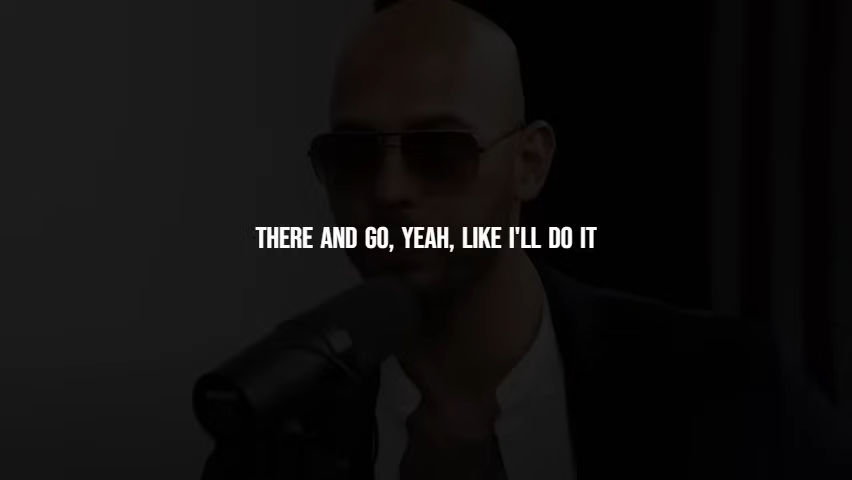 THERE AND GO, YEAH, LIKE I'LL DO IT